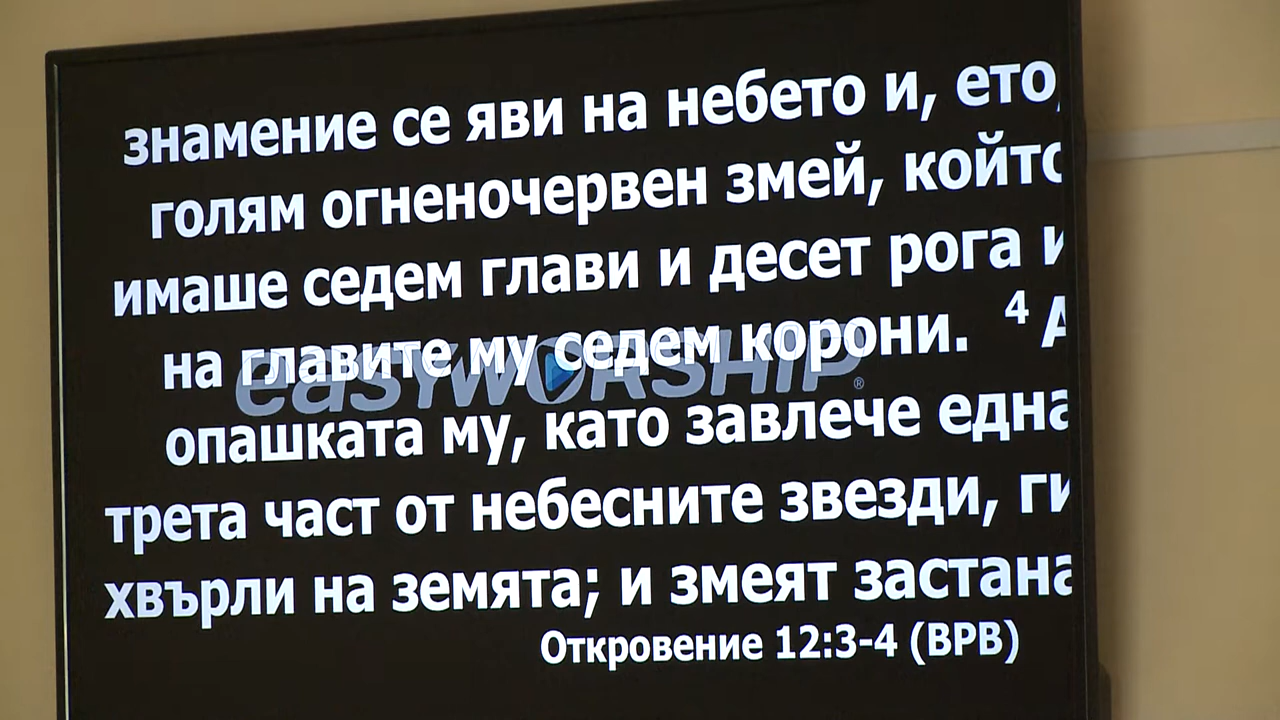 знамение се яви на небето и, ето,
голям огненочервен змей, който
имаше седем глави и десет рога и
на главите му седем корони. ⁴ А
опашката му, като завлече една
трета част от небесните звезди, ги
хвърли на земята; и змеят застана
easyWORSHIP®
Откровение 12:3-4 (ВРВ)